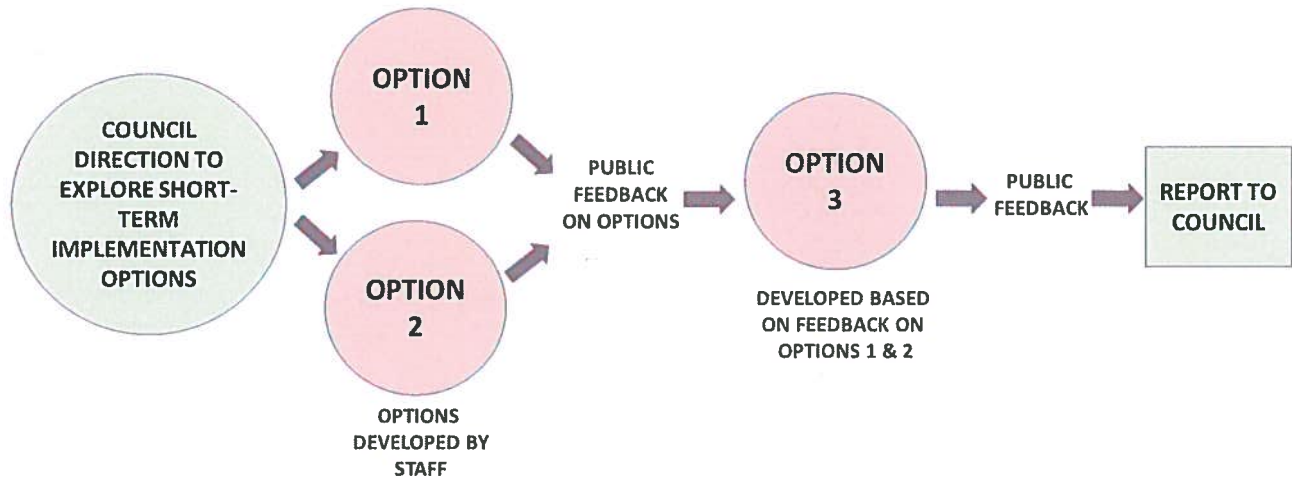 COUNCIL
DIRECTION TO
EXPLORE SHORT-
TERM
IMPLEMENTATION
OPTIONS
OPTION
1
OPTION
2
OPTIONS
DEVELOPED BY
STAFF
PUBLIC
FEEDBACK
ON OPTIONS
OPTION
3
DEVELOPED BASED
ON FEEDBACK ON
OPTIONS 1 & 2
PUBLIC
FEEDBACK
REPORT TO
COUNCIL